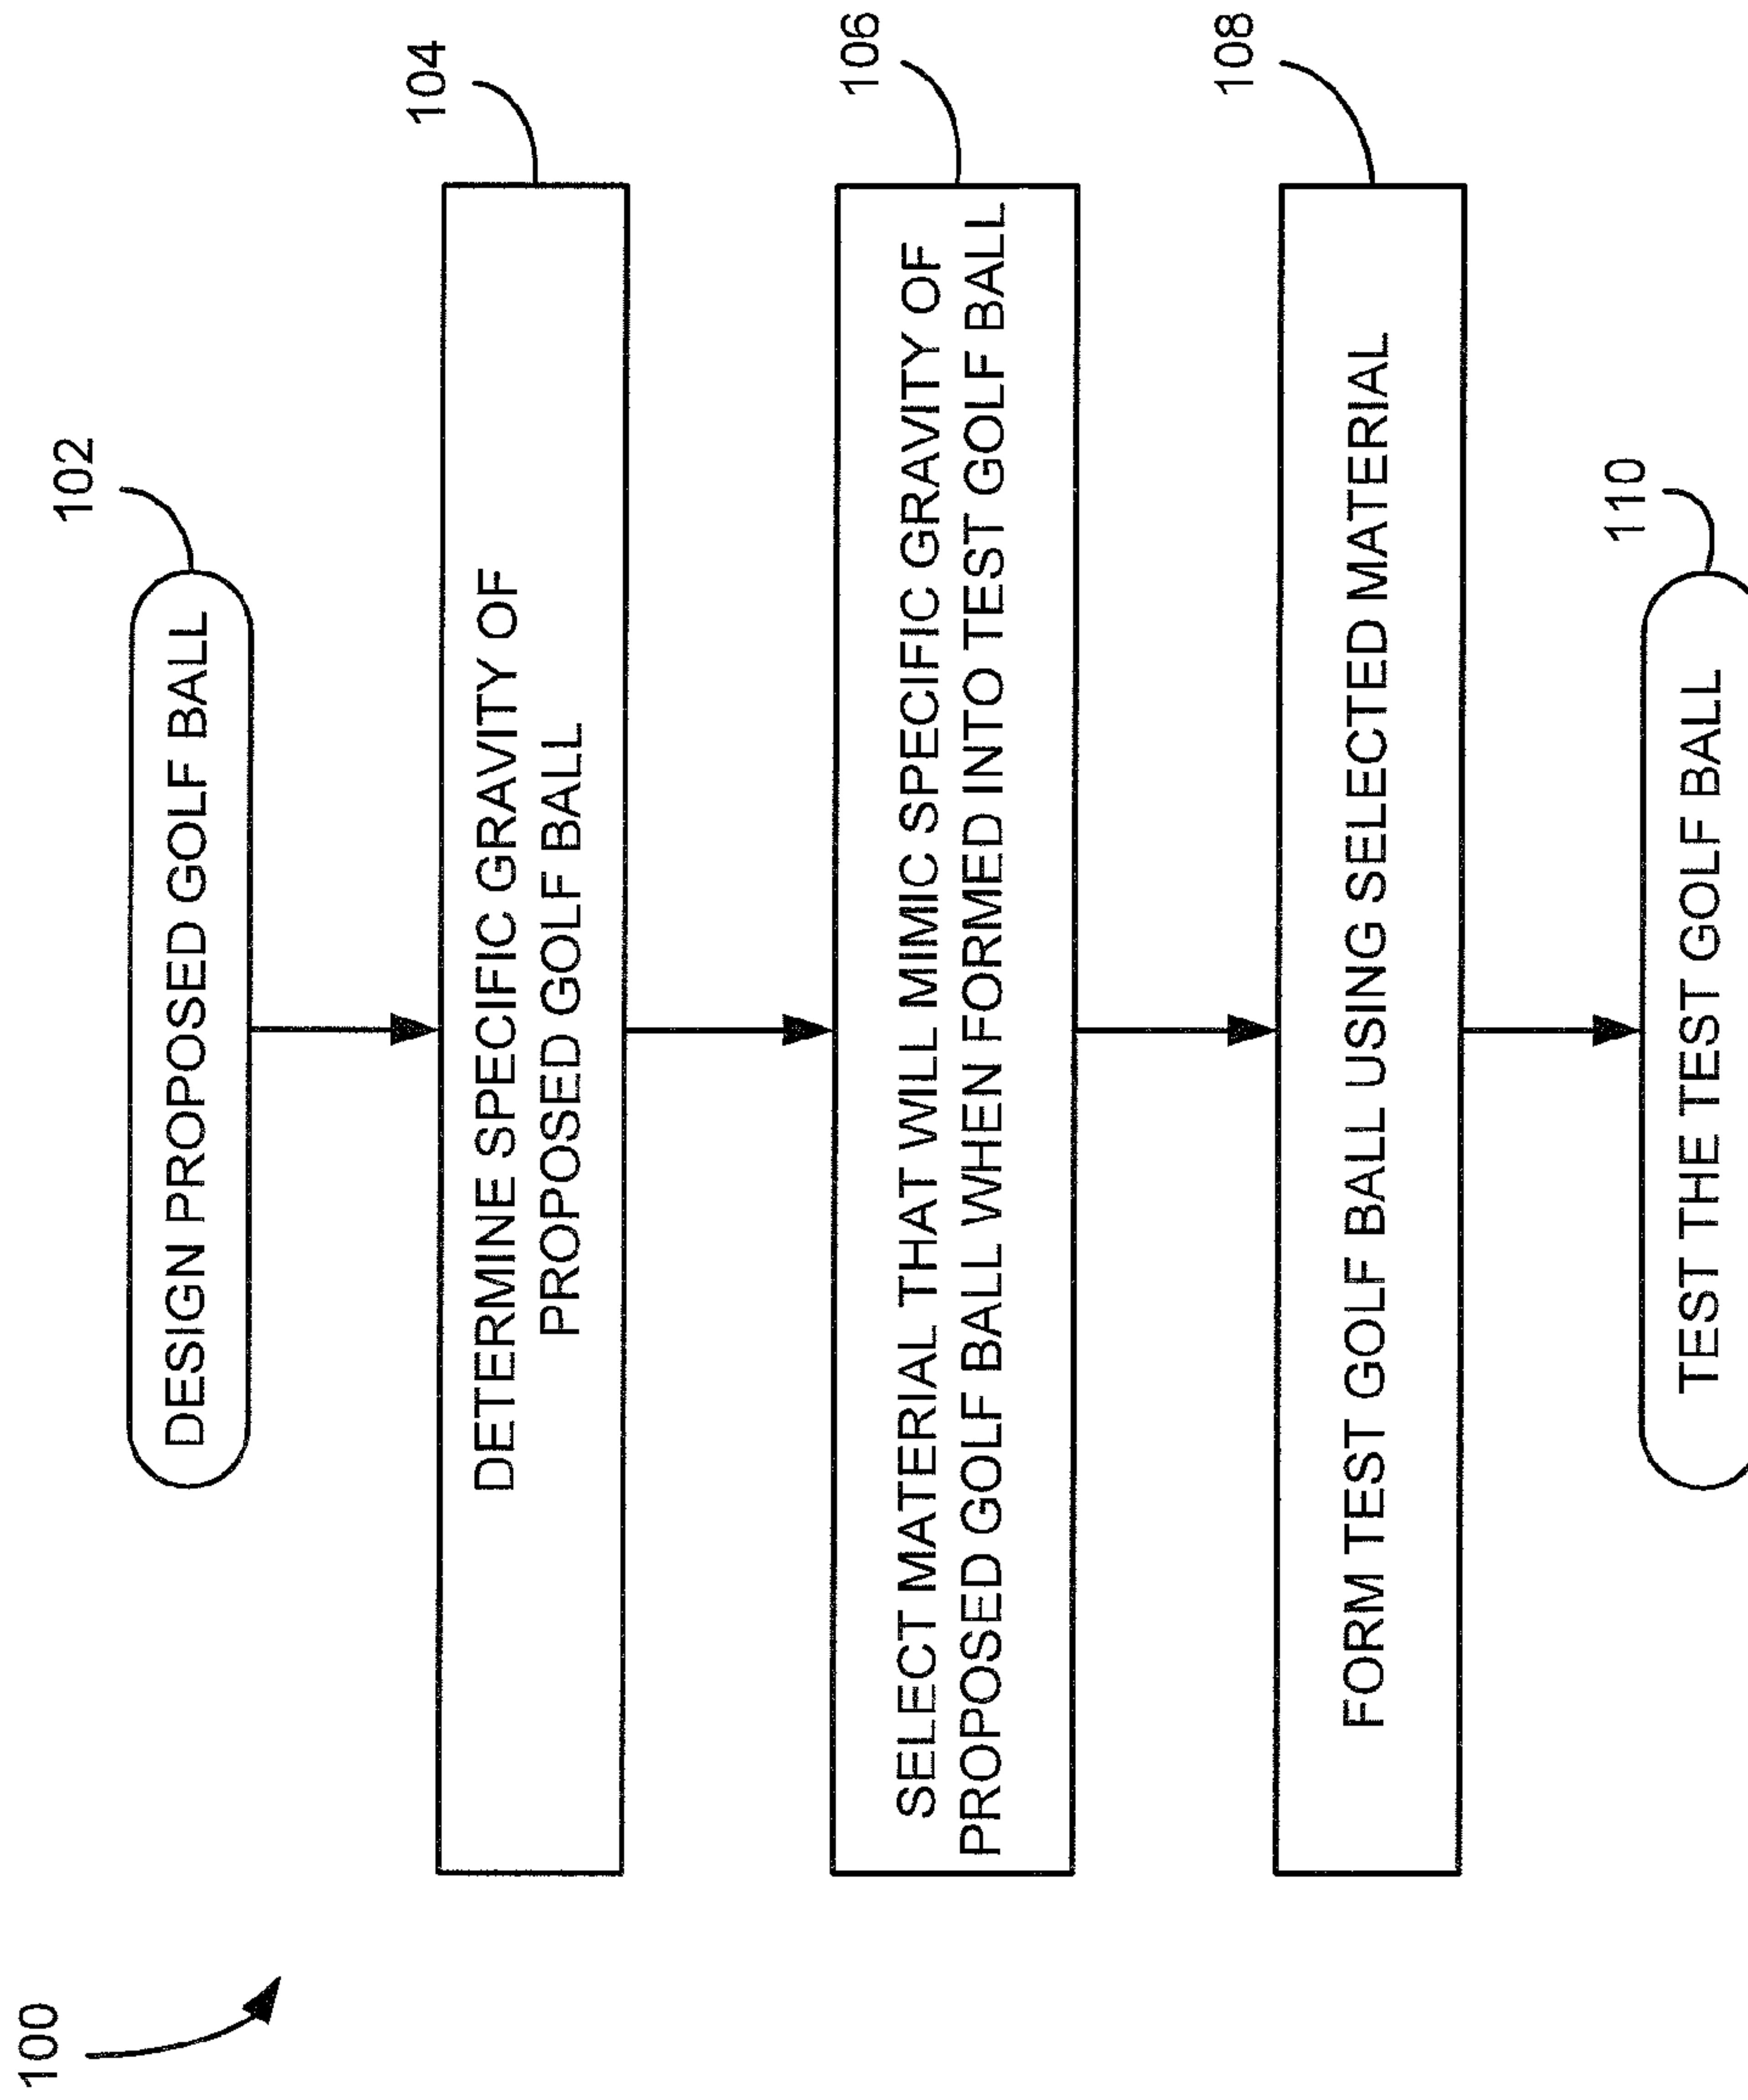 100
102
DESIGN PROPOSED GOLF BALL
104
DETERMINE SPECIFIC GRAVITY OF
PROPOSED GOLF BALL
106
SELECT MATERIAL THAT WILL MIMIC SPECIFIC GRAVITY OF
PROPOSED GOLF BALL WHEN FORMED INTO TEST GOLF BALL
108
FORM TEST GOLF BALL USING SELECTED MATERIAL
110
TEST THE TEST GOLF BALL